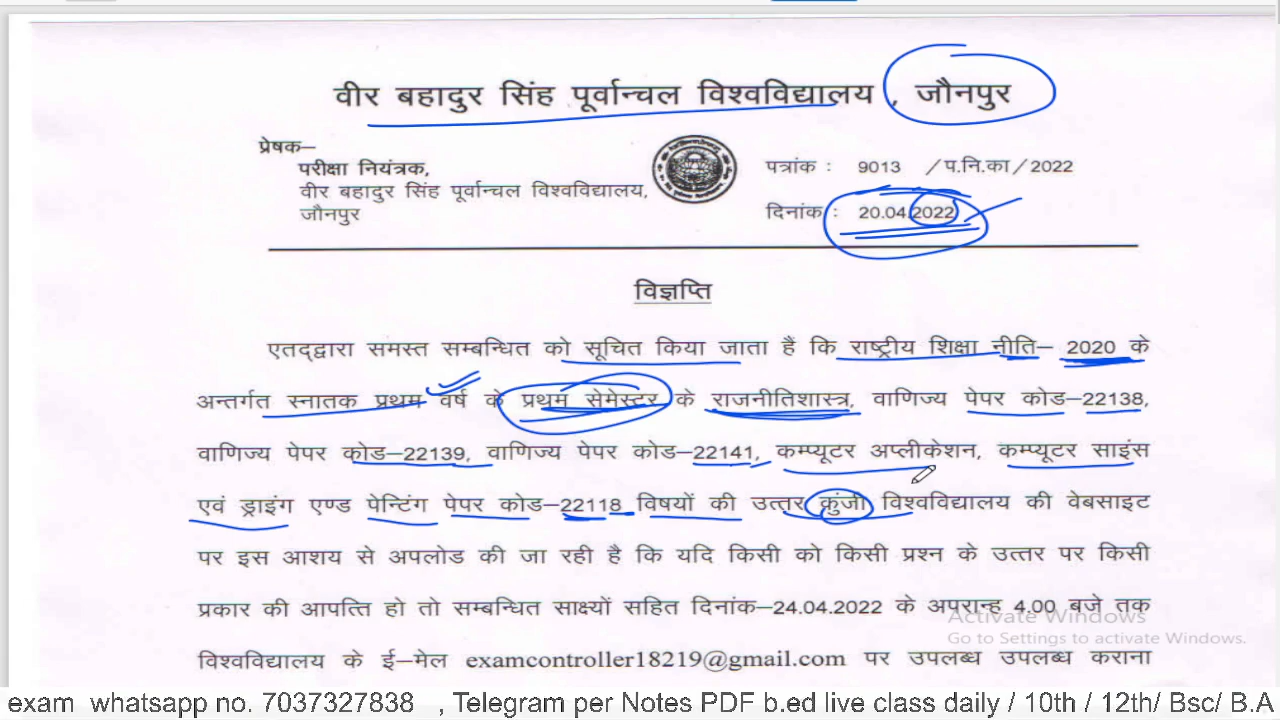 वीर बहादुर सिंह पूर्वान्चल विश्वविद्यालय , जौनपुर
प्रेषक–
परीक्षा नियंत्रक,
वीर बहादुर सिंह पूर्वान्चल विश्वविद्यालय,
जौनपुर
पत्रांक : 9013 /प.नि.का/2022
दिनांक : 20.04.2022
विज्ञप्ति
एतद्द्वारा समस्त सम्बन्धित को सूचित किया जाता है कि राष्ट्रीय शिक्षा नीति– 2020 के
अन्तर्गत स्नातक प्रथम वर्ष के प्रथम सेमेस्टर के राजनीतिशास्त्र, वाणिज्य पेपर कोड–22138,
वाणिज्य पेपर कोड–22139, वाणिज्य पेपर कोड–22141, कम्प्यूटर अप्लीकेशन, कम्प्यूटर साइंस
एवं ड्राइंग एण्ड पेन्टिंग पेपर कोड–22118 विषयों की उत्तर कुंजी विश्वविद्यालय की वेबसाइट
पर इस आशय से अपलोड की जा रही है कि यदि किसी को किसी प्रश्न के उत्तर पर किसी
प्रकार की आपत्ति हो तो सम्बन्धित साक्ष्यों सहित दिनांक–24.04.2022 के अपरान्ह 4.00 बजे तक
विश्वविद्यालय के ई–मेल examcontroller18219@gmail.com पर उपलब्ध उपलब्ध कराना
Activate Windows
Go to Settings to activate Windows.
exam whatsapp no. 7037327838 , Telegram per Notes PDF b.ed live class daily / 10th / 12th/ Bsc/ B.A